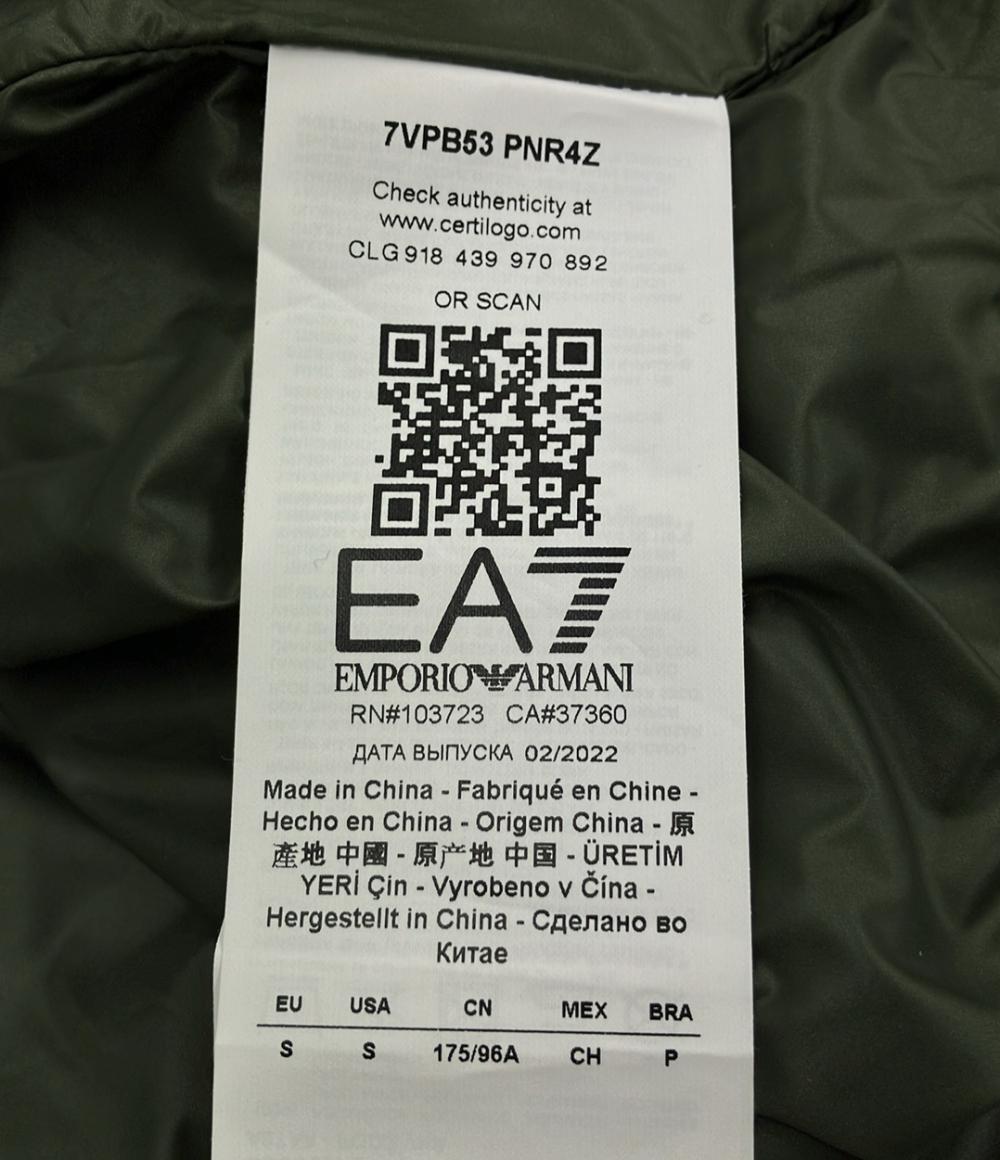 7VPB53 PNR4Z
Check authenticity at
www.certilogo.com
CLG 918 439 970 892
OR SCAN
EA7
EMPORIO ARMANI
RN#103723 CA#37360
ДАТА ВЫПУСКА 02/2022
Made in China - Fabriqué en Chine -
Hecho en China - Origem China - 原
產地 中國 - 原产地 中国 - ÜRETİM
YERİ Çin - Vyrobeno v Čína -
Hergestellt in China - Сделано во
Китае
EU USA CN MEX BRA
S S 175/96A CH P